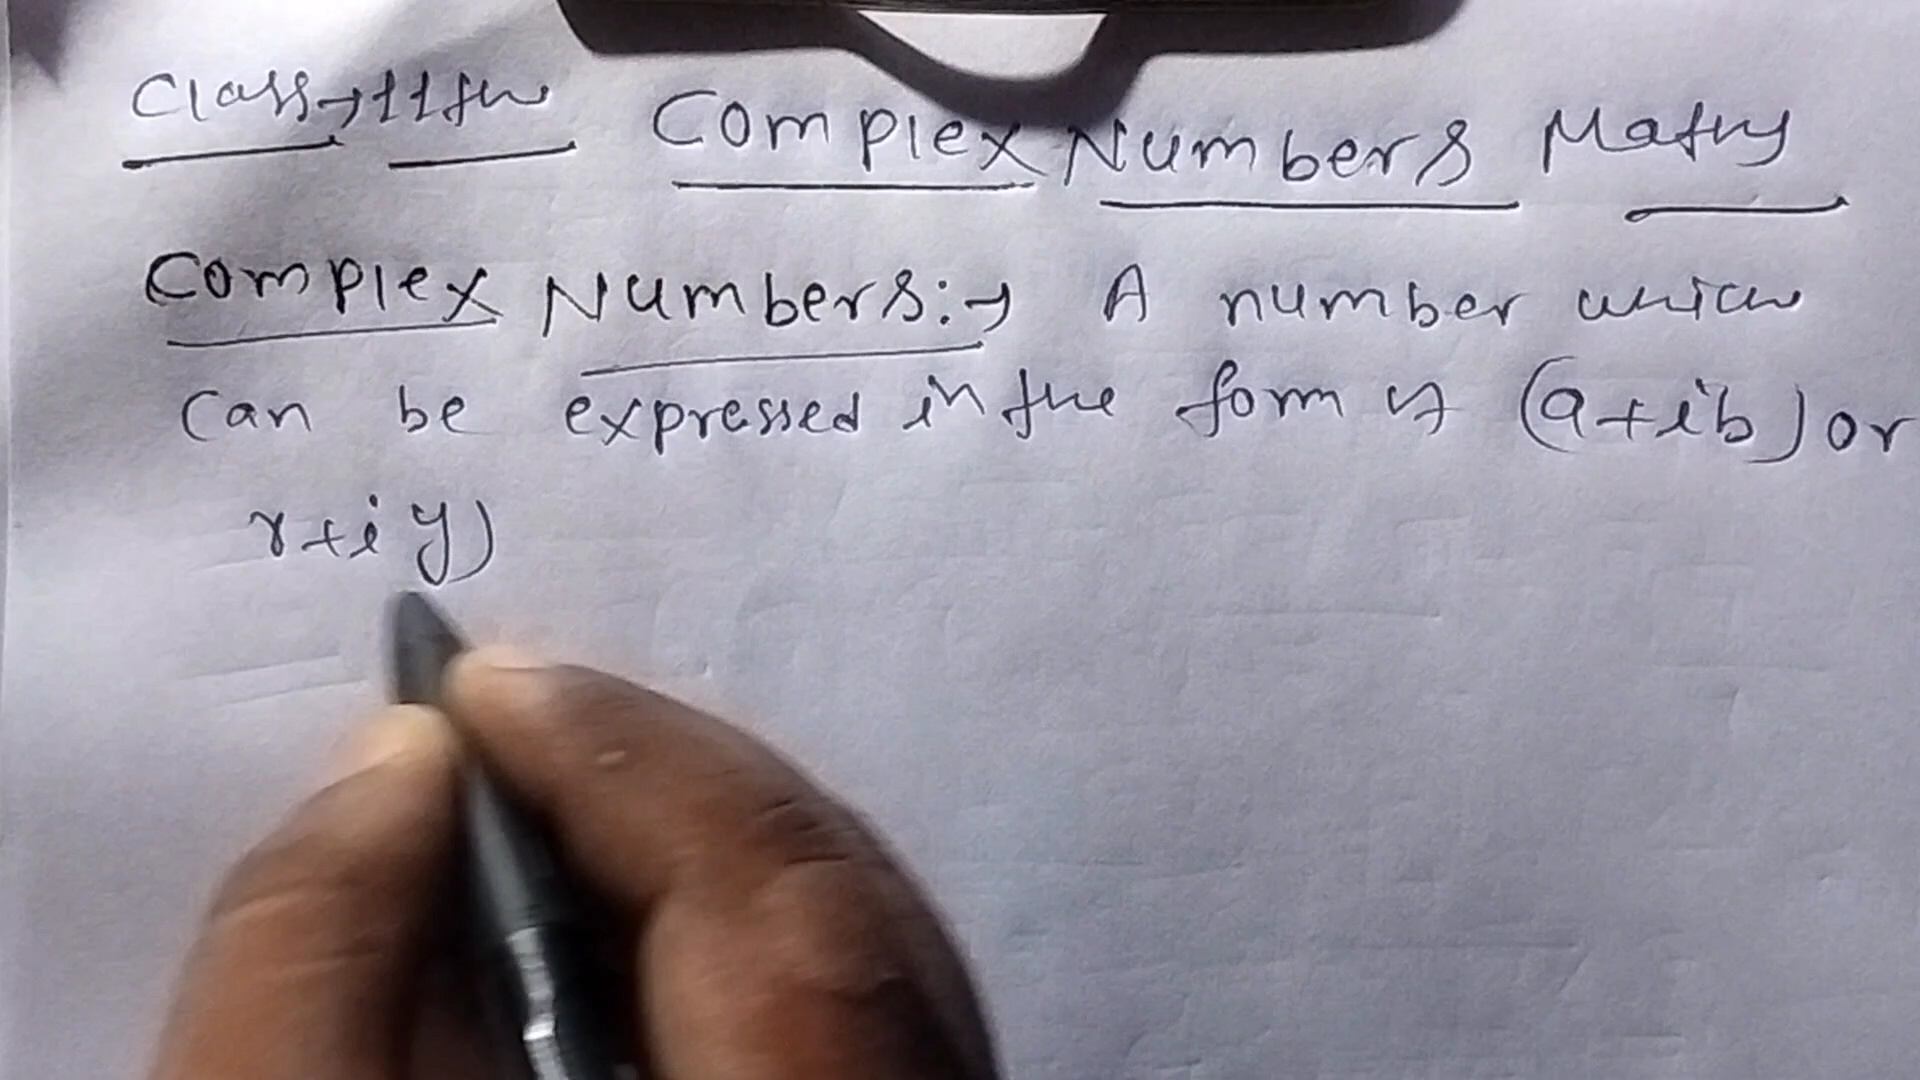 Class→11th Complex Numbers Maths
Complex Numbers:→ A number which
can be expressed in the form of (a+ib) or
x+iy)